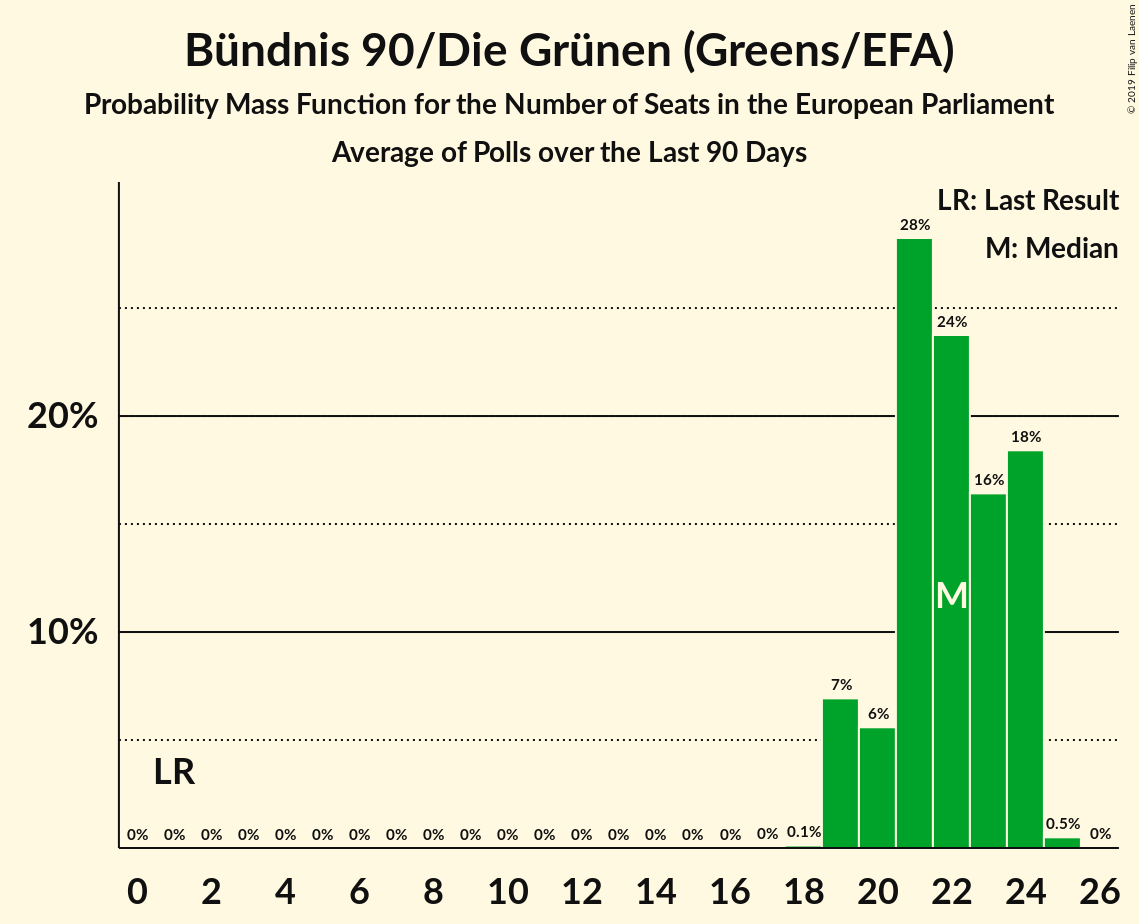 Bündnis 90/Die Grünen (Greens/EFA)
Probability Mass Function for the Number of Seats in the European Parliament
Average of Polls over the Last 90 Days
© 2019 Filip van Laenen
LR: Last Result
M: Median
28%
24%
20%
18%
16%
M
10%
7%
6%
LR
0% 0% 0% 0% 0% 0% 0% 0% 0% 0% 0% 0% 0% 0% 0% 0% 0% 0% 0.1% 0.5% 0%
0 2 4 6 8 10 12 14 16 18 20 22 24 26